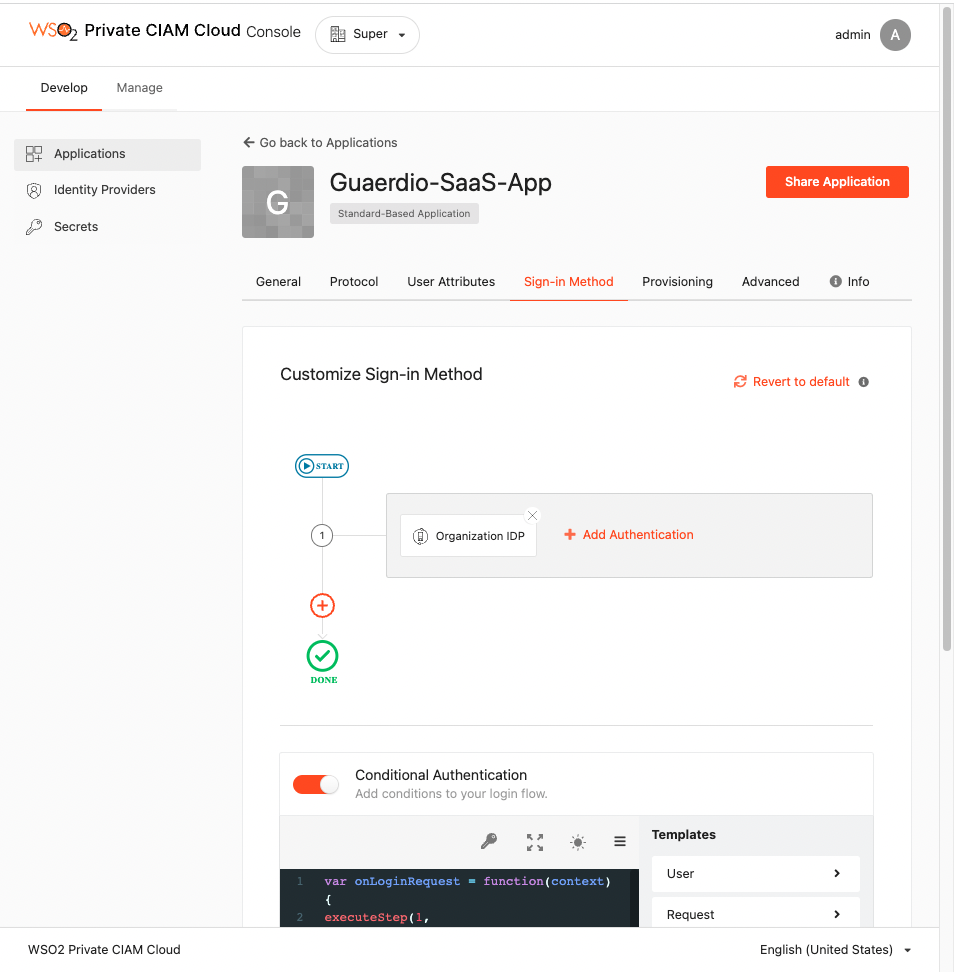 WSO2 Private CIAM Cloud Console
Super
admin
A
Develop
Manage
Applications
Identity Providers
Secrets
Go back to Applications
G
Guaerdio-SaaS-App
Standard-Based Application
Share Application
General
Protocol
User Attributes
Sign-in Method
Provisioning
Advanced
Info
Customize Sign-in Method
Revert to default
START
1
Organization IDP
Add Authentication
DONE
Conditional Authentication
Add conditions to your login flow.
Templates
User
Request
1 var onLoginRequest = function(context)
{
2 executeStep(1,
WSO2 Private CIAM Cloud
English (United States)